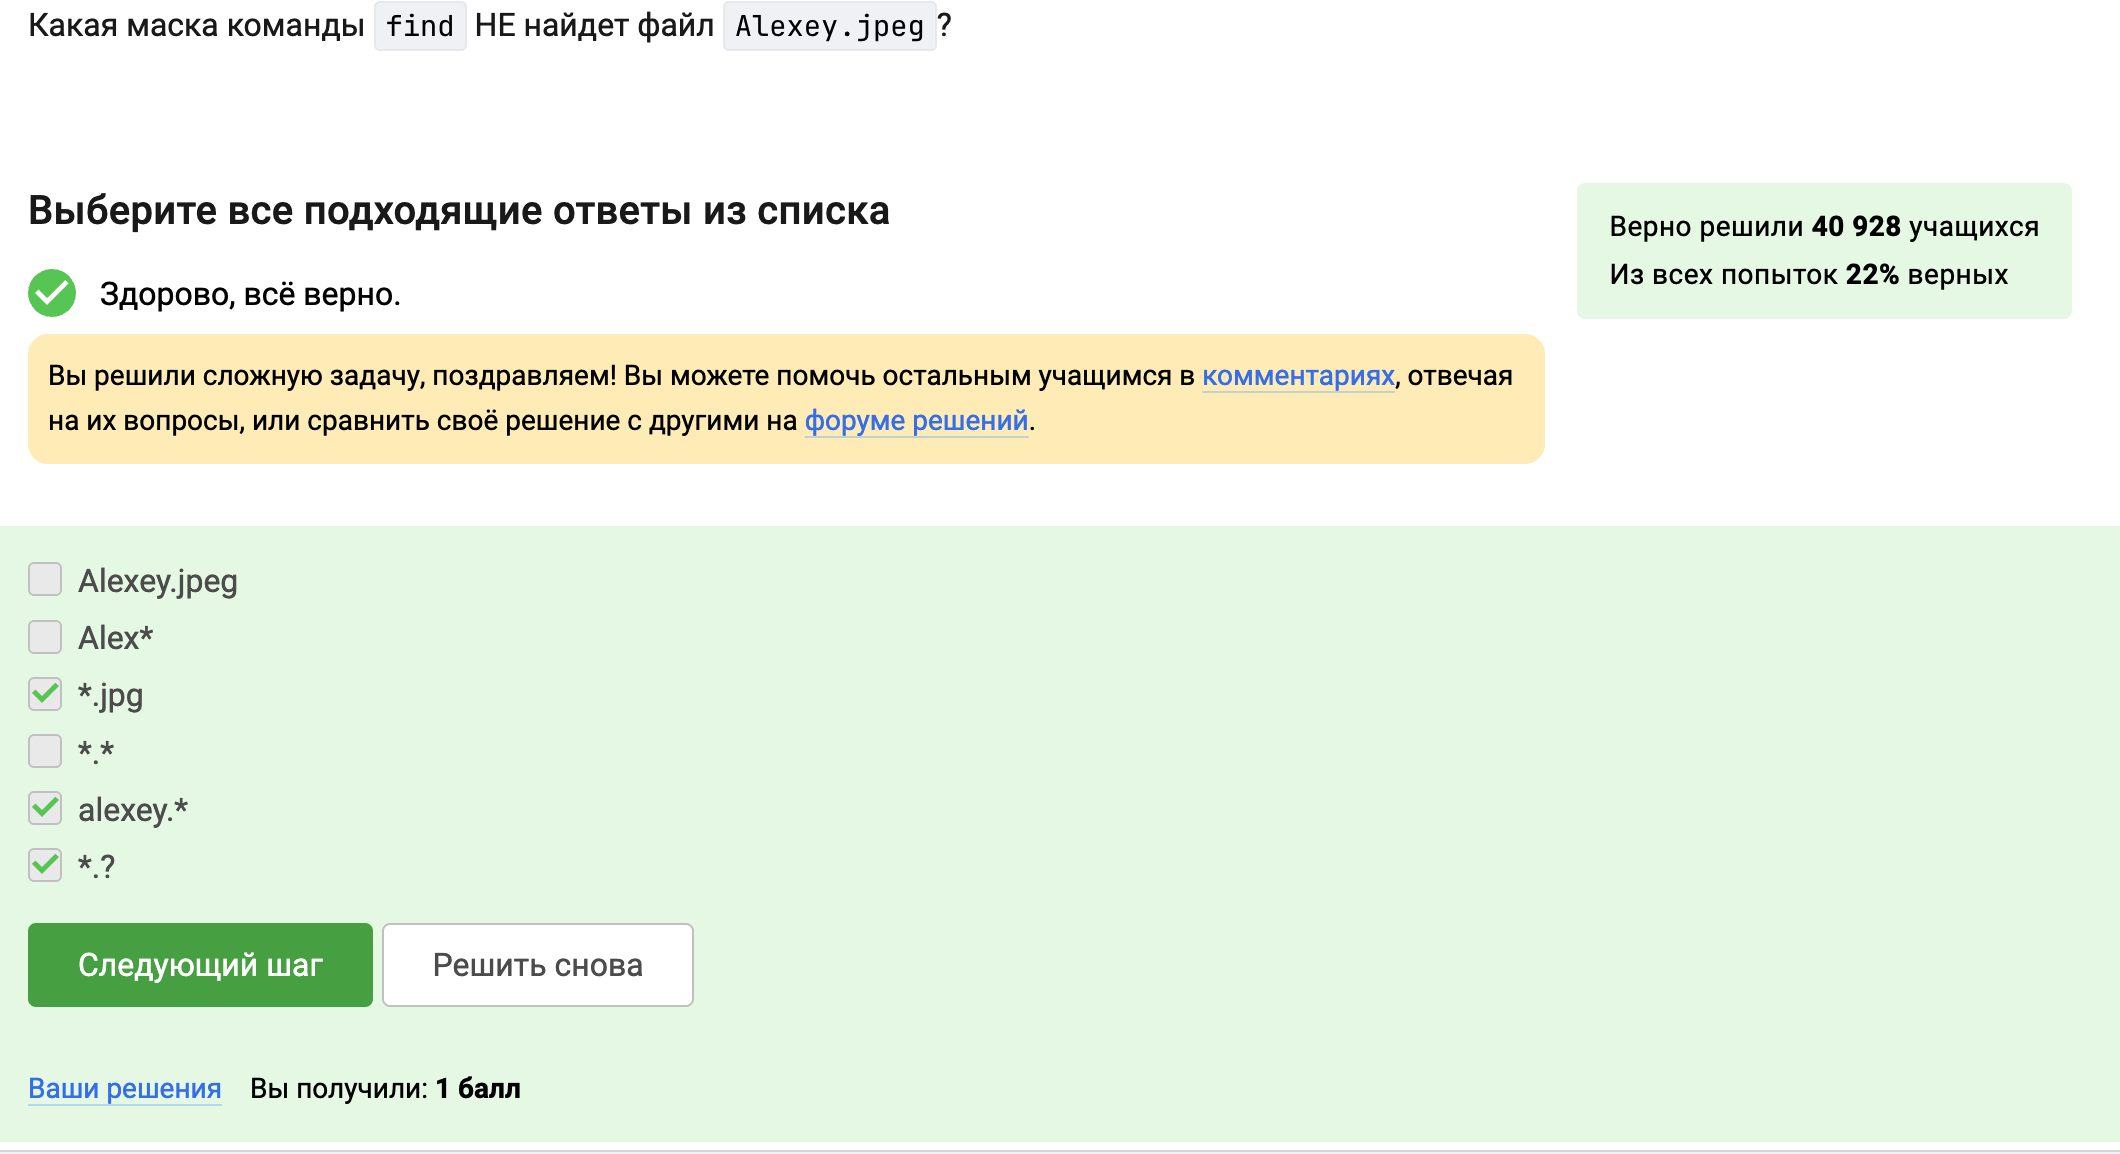 Какая маска команды find НЕ найдет файл Alexey.jpeg?
Выберите все подходящие ответы из списка
Верно решили 40 928 учащихся
Из всех попыток 22% верных
Здорово, всё верно.
Вы решили сложную задачу, поздравляем! Вы можете помочь остальным учащимся в комментариях, отвечая
на их вопросы, или сравнить своё решение с другими на форуме решений.
Alexey.jpeg
Alex*
*.jpg
*.*
alexey.*
*.?
Следующий шаг
Решить снова
Ваши решения Вы получили: 1 балл